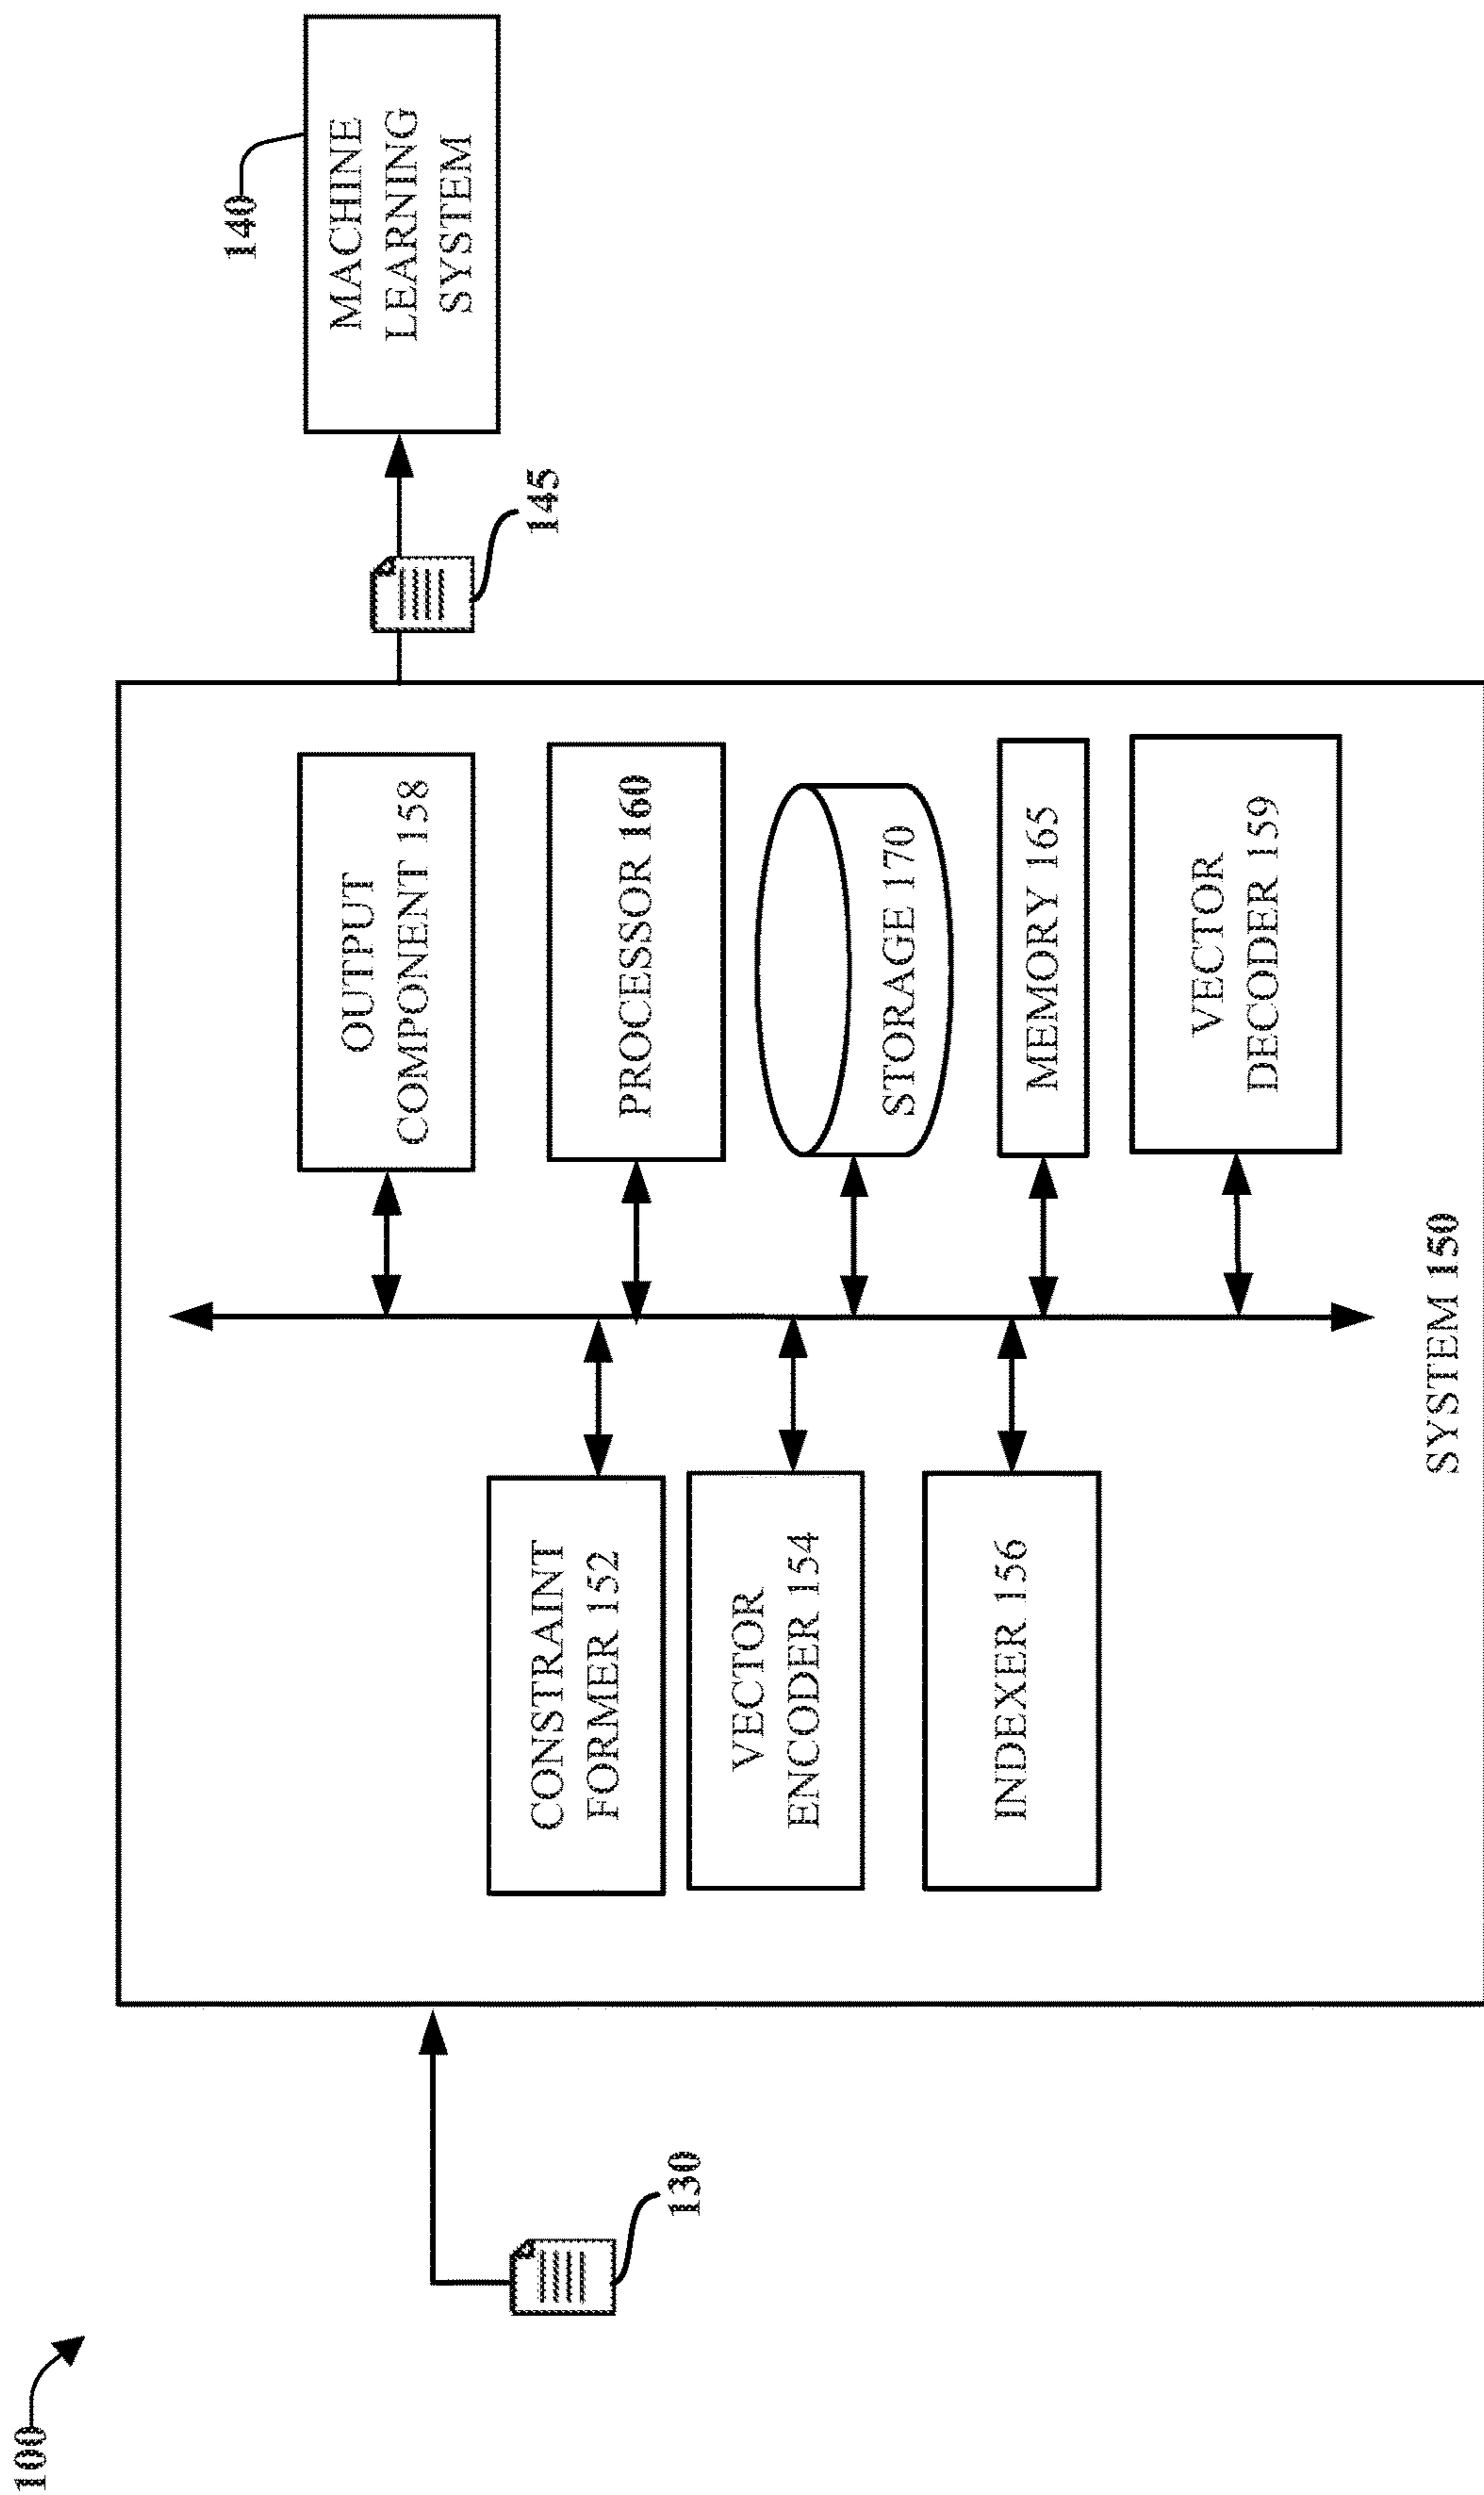 100
130
CONSTRAINT
FORMER 152
VECTOR
ENCODER 154
INDEXER 156
OUTPUT
COMPONENT 158
PROCESSOR 160
STORAGE 170
MEMORY 165
VECTOR
DECODER 159
SYSTEM 150
145
140
MACHINE
LEARNING
SYSTEM